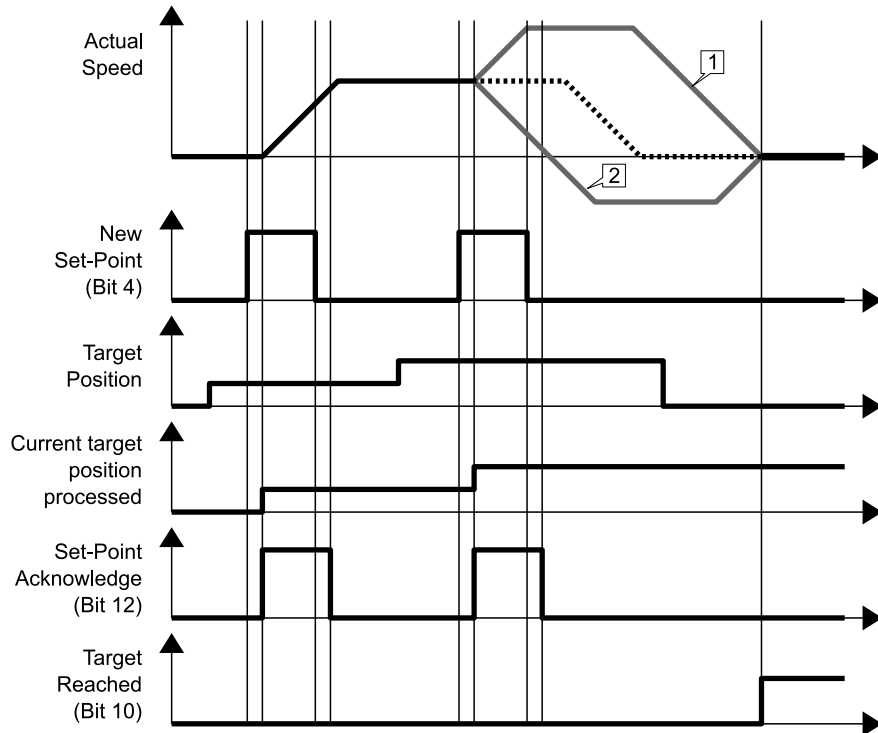 Actual
Speed
1
2
New
Set-Point
(Bit 4)
Target
Position
Current target
position
processed
Set-Point
Acknowledge
(Bit 12)
Target
Reached
(Bit 10)